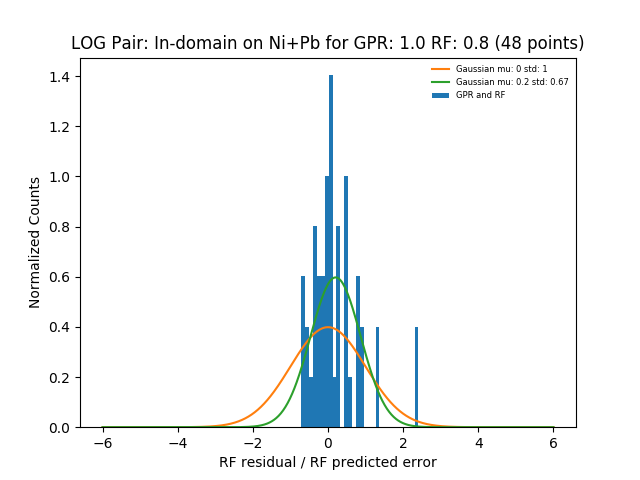 LOG Pair: In-domain on Ni+Pb for GPR: 1.0 RF: 0.8 (48 points)
Gaussian mu: 0 std: 1
Gaussian mu: 0.2 std: 0.67
GPR and RF
Normalized Counts
1.4
1.2
1.0
0.8
0.6
0.4
0.2
0.0
−6 −4 −2 0 2 4 6
RF residual / RF predicted error